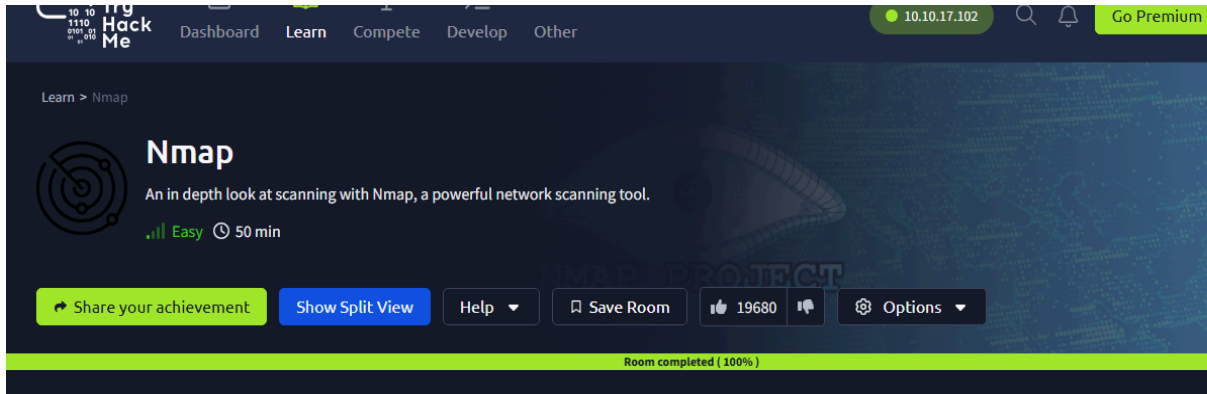 Try
Hack
Me
Dashboard Learn Compete Develop Other
10.10.17.102
Go Premium
Learn > Nmap
Nmap
An in depth look at scanning with Nmap, a powerful network scanning tool.
Easy 50 min
NMAP PROJECT
Share your achievement Show Split View Help Save Room 19680 Options
Room completed ( 100% )